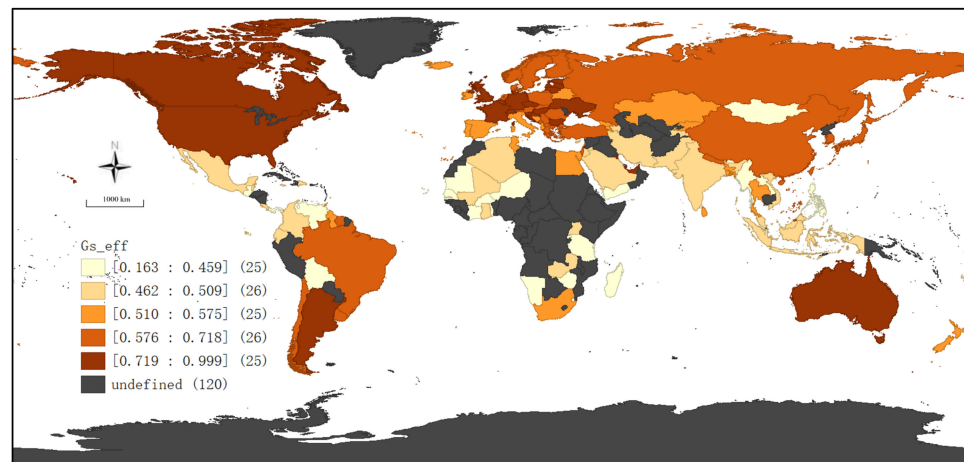 N
1000 km
Gs_eff
[0.163 : 0.459] (25)
[0.462 : 0.509] (26)
[0.510 : 0.575] (25)
[0.576 : 0.718] (26)
[0.719 : 0.999] (25)
undefined (120)